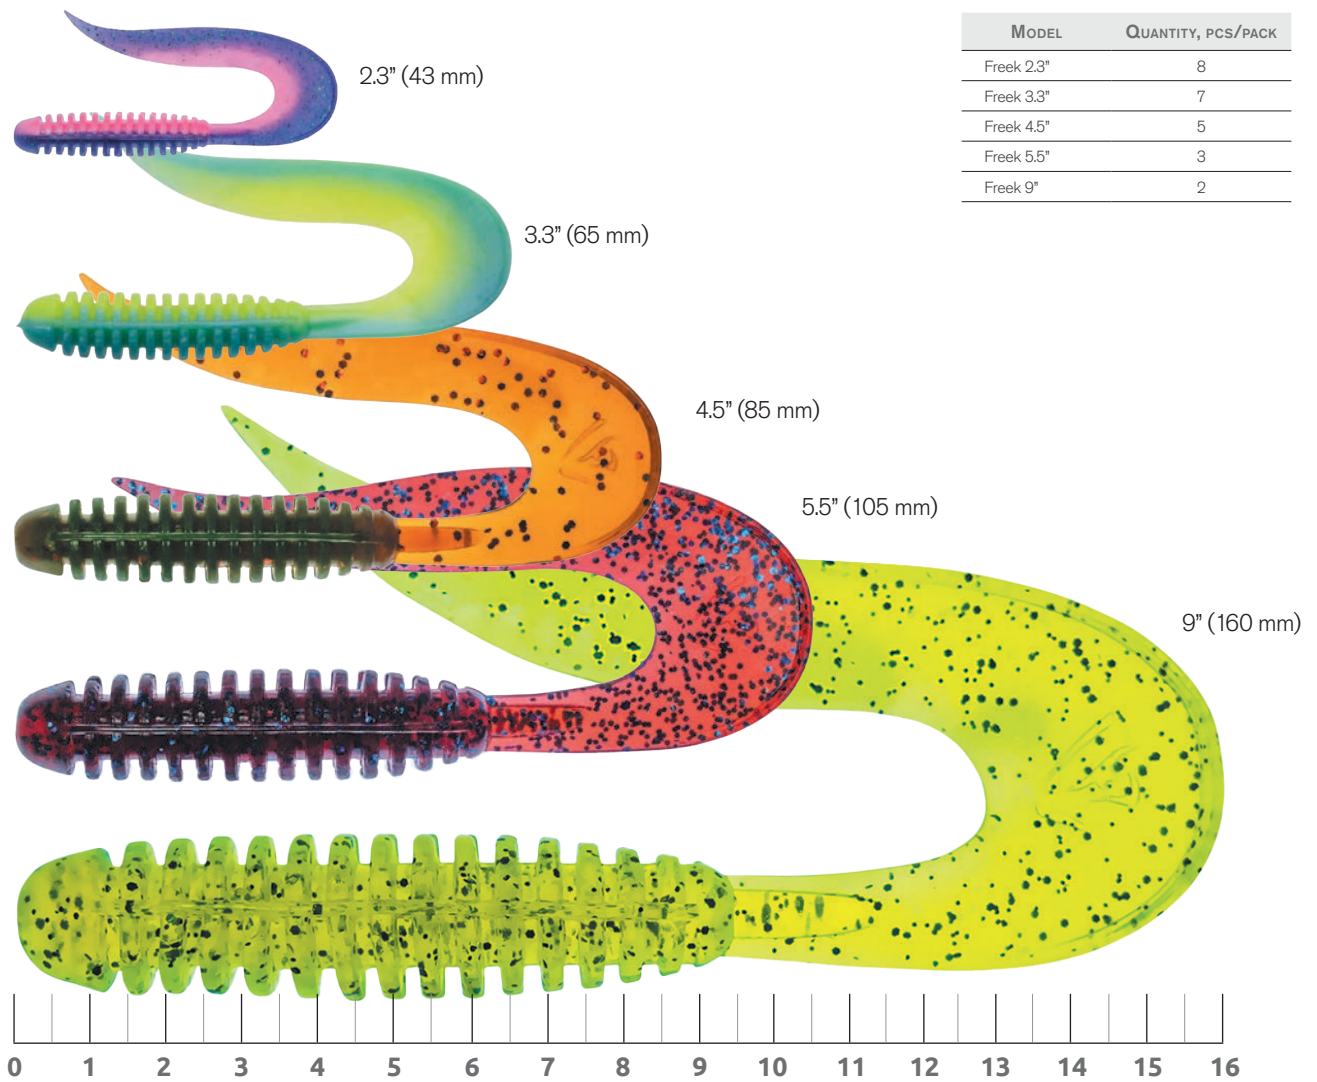 MODEL QUANTITY, PCS/PACK
Freek 2.3" 8
Freek 3.3" 7
Freek 4.5" 5
Freek 5.5" 3
Freek 9" 2
2.3" (43 mm)
3.3" (65 mm)
4.5" (85 mm)
5.5" (105 mm)
9" (160 mm)
0 1 2 3 4 5 6 7 8 9 10 11 12 13 14 15 16